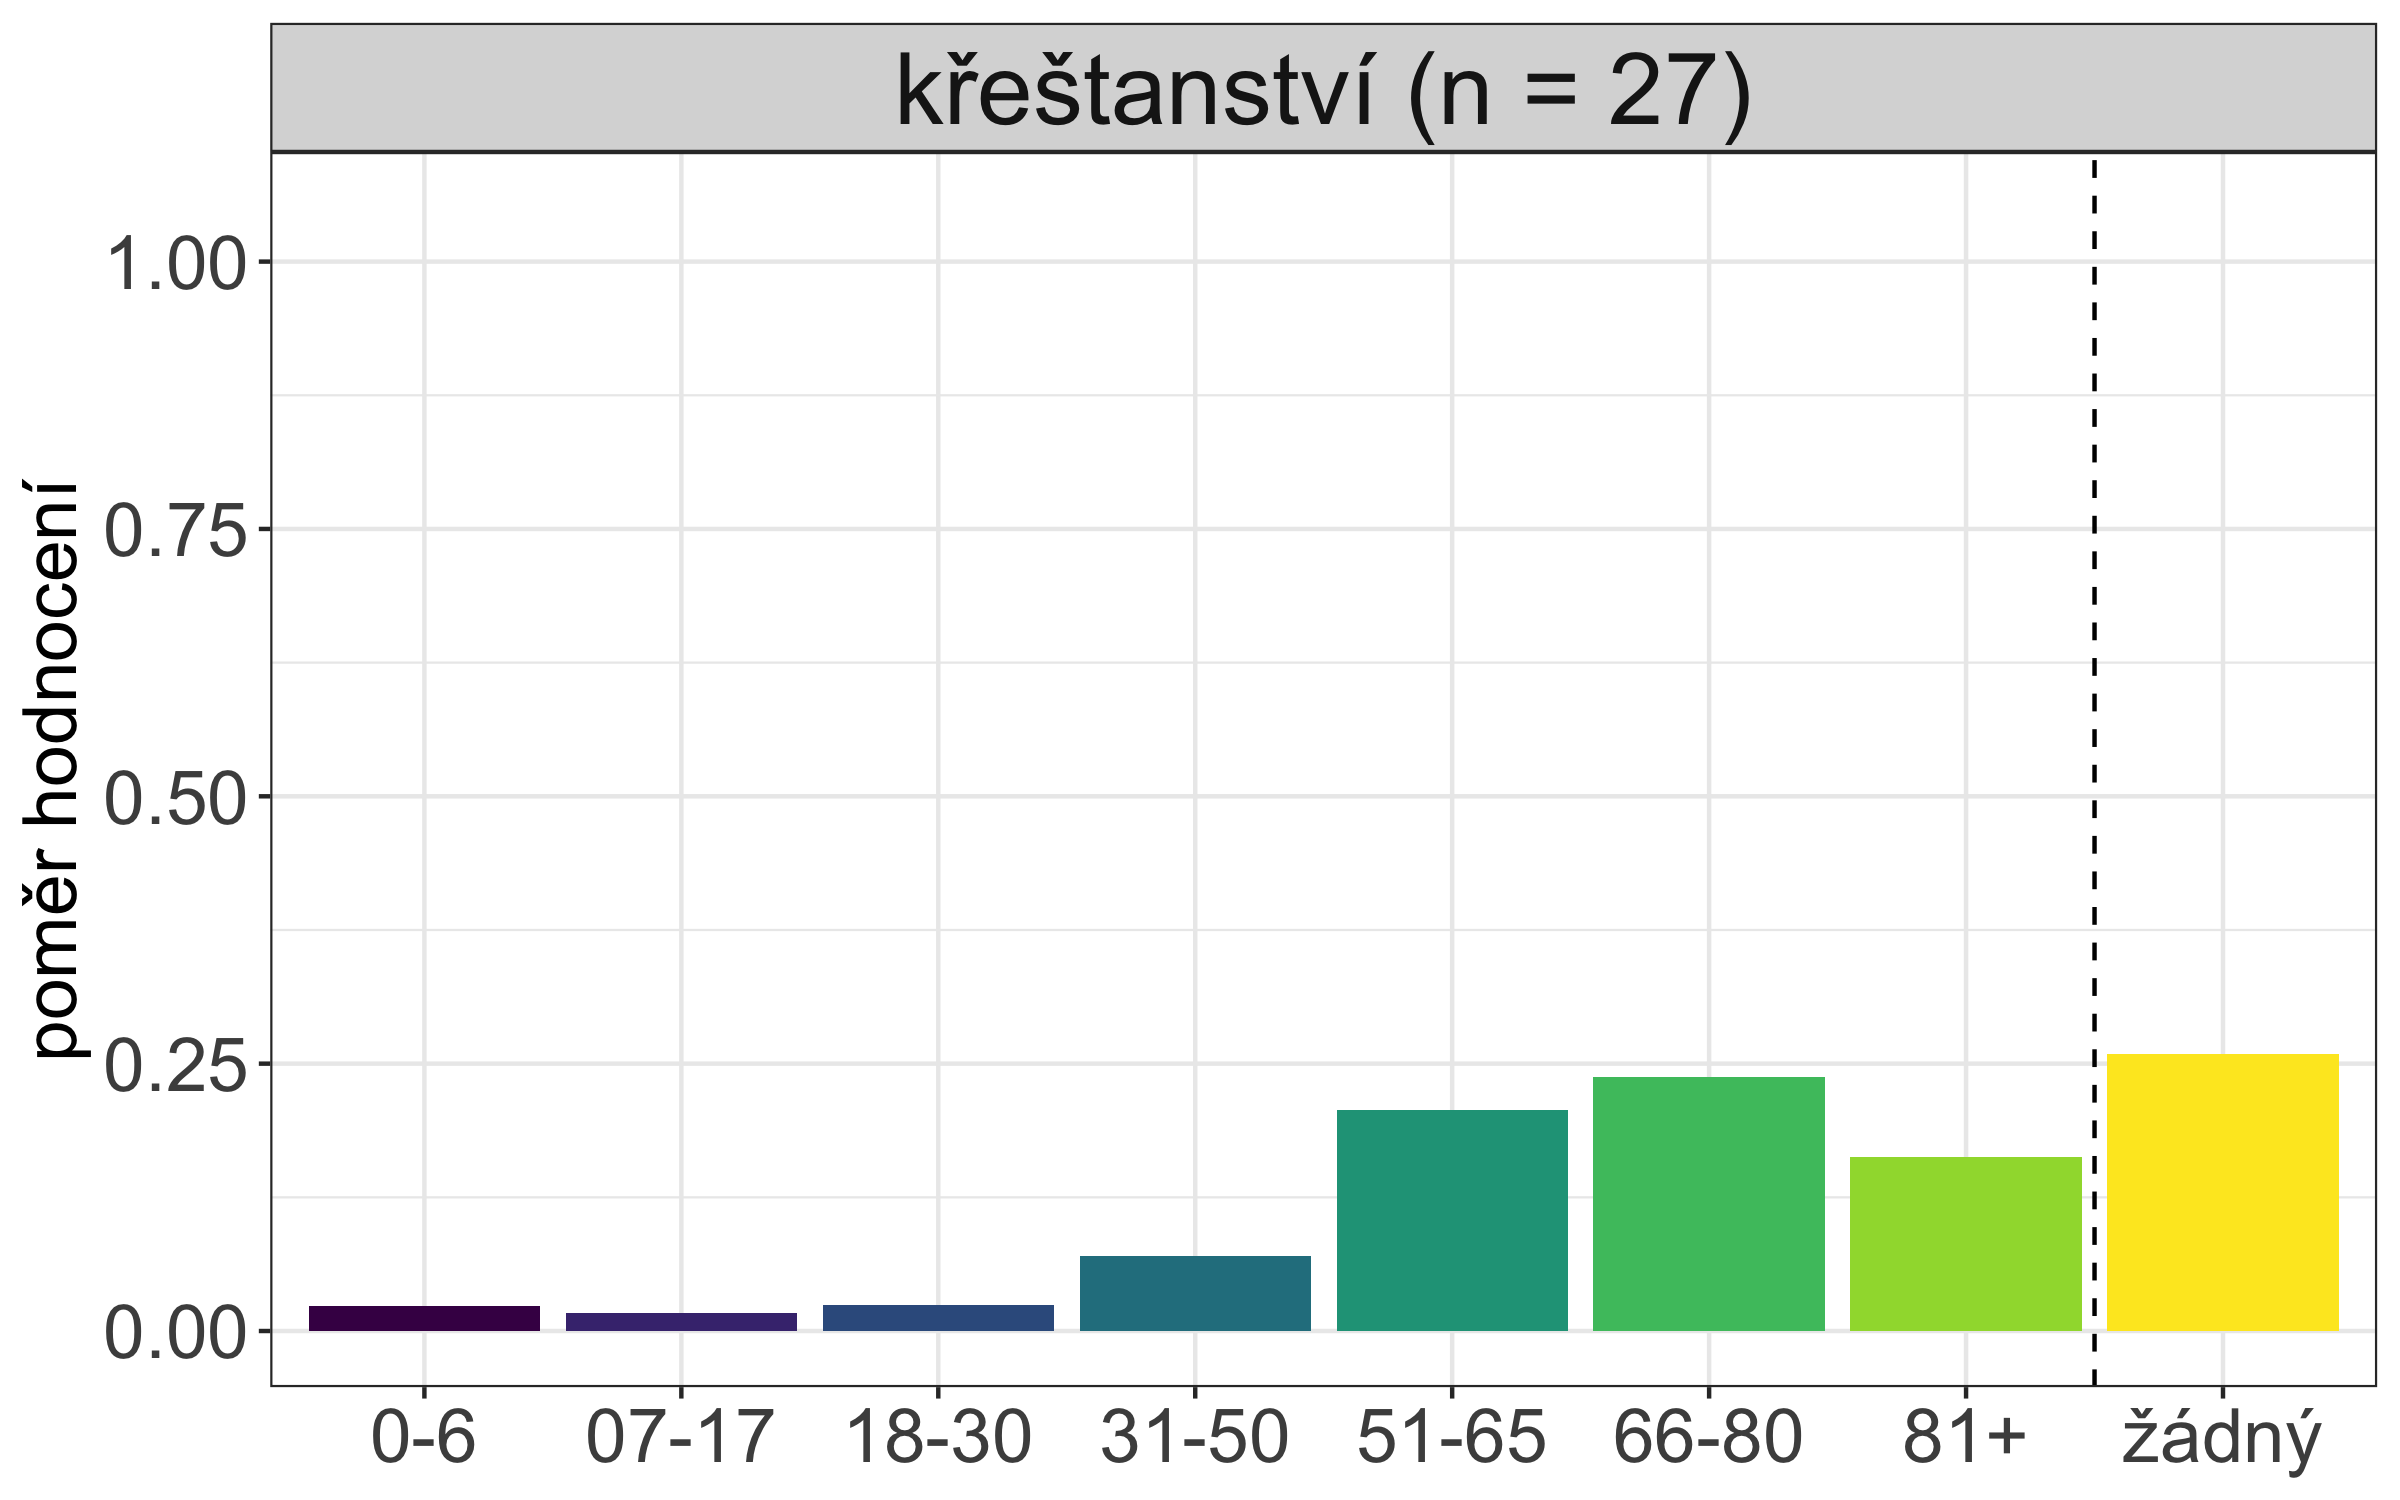 křeštanství (n = 27)
poměr hodnocení
1.00
0.75
0.50
0.25
0.00
0-6 07-17 18-30 31-50 51-65 66-80 81+ žádný